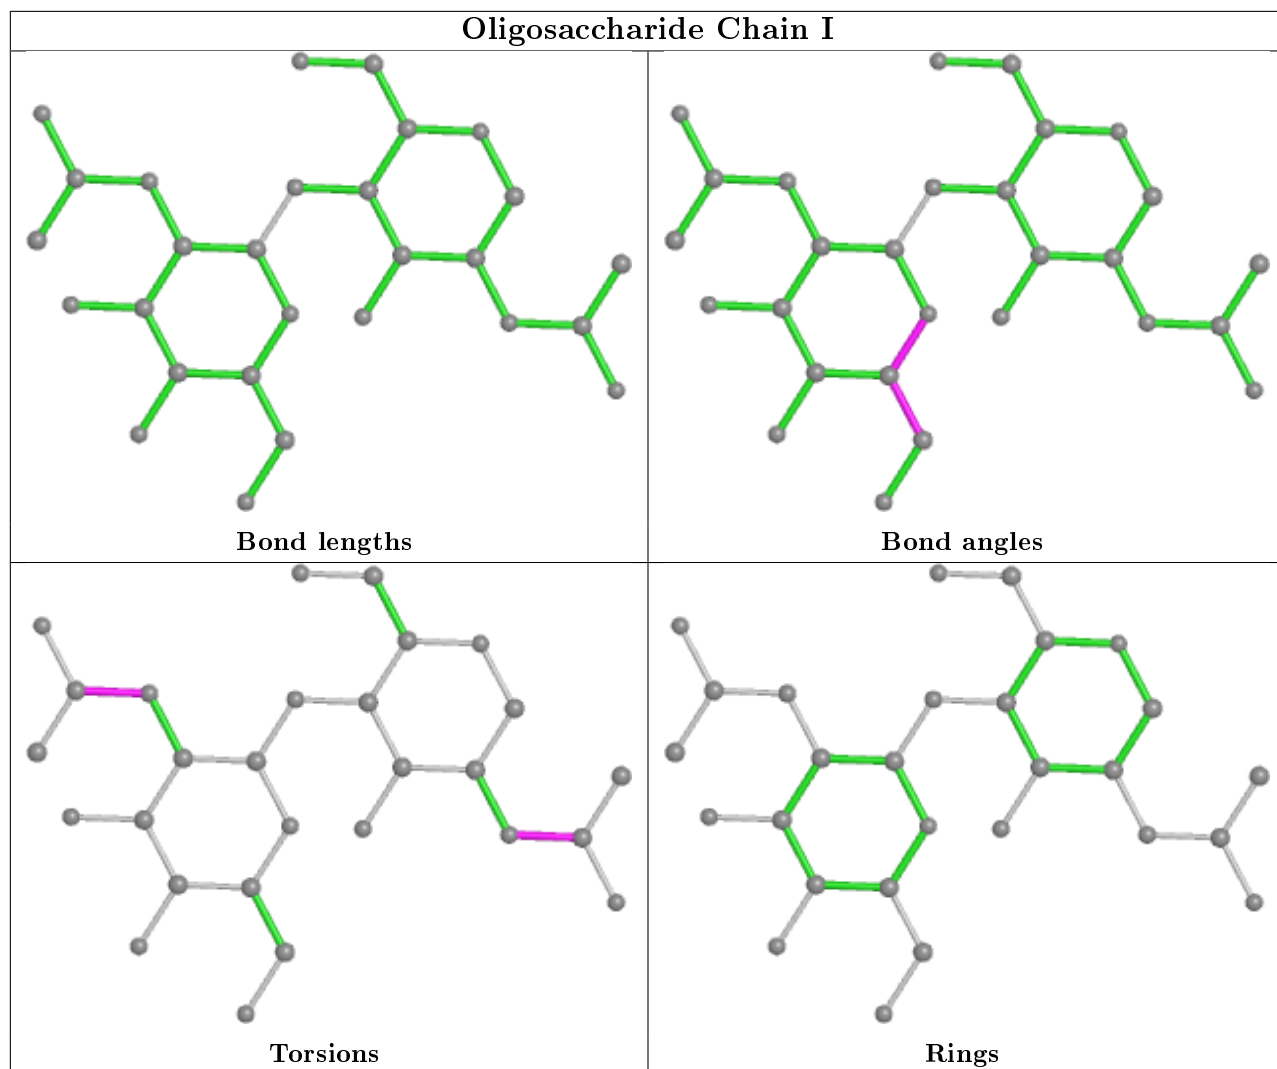 Oligosaccharide Chain I
Bond lengths
Bond angles
Torsions
Rings